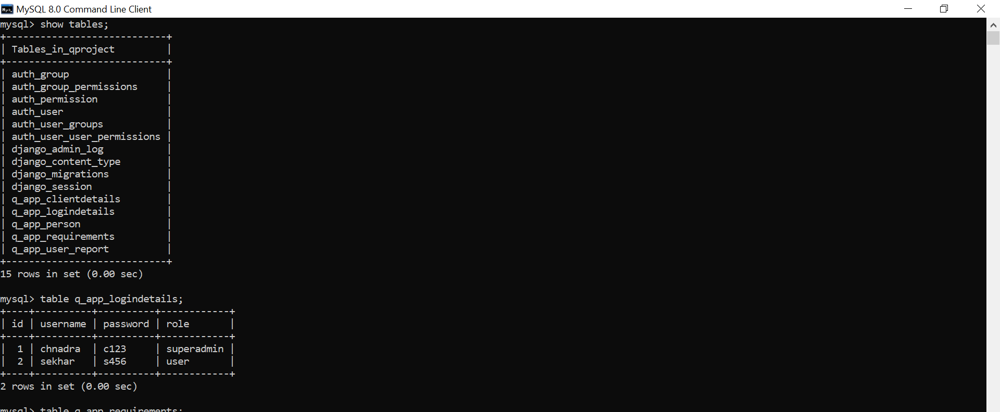 MySQL 8.0 Command Line Client
mysql> show tables;
+----------------------------+
| Tables_in_qproject         |
+----------------------------+
| auth_group                 |
| auth_group_permissions     |
| auth_permission            |
| auth_user                  |
| auth_user_groups           |
| auth_user_user_permissions |
| django_admin_log           |
| django_content_type        |
| django_migrations          |
| django_session             |
| q_app_clientdetails        |
| q_app_logindetails         |
| q_app_person               |
| q_app_requirements         |
| q_app_user_report          |
+----------------------------+
15 rows in set (0.00 sec)
mysql> table q_app_logindetails;
+----+----------+----------+------------+
| id | username | password | role       |
+----+----------+----------+------------+
|  1 | chnadra  | c123     | superadmin |
|  2 | sekhar   | s456     | user       |
+----+----------+----------+------------+
2 rows in set (0.00 sec)
mysql> table q_app_requirements;